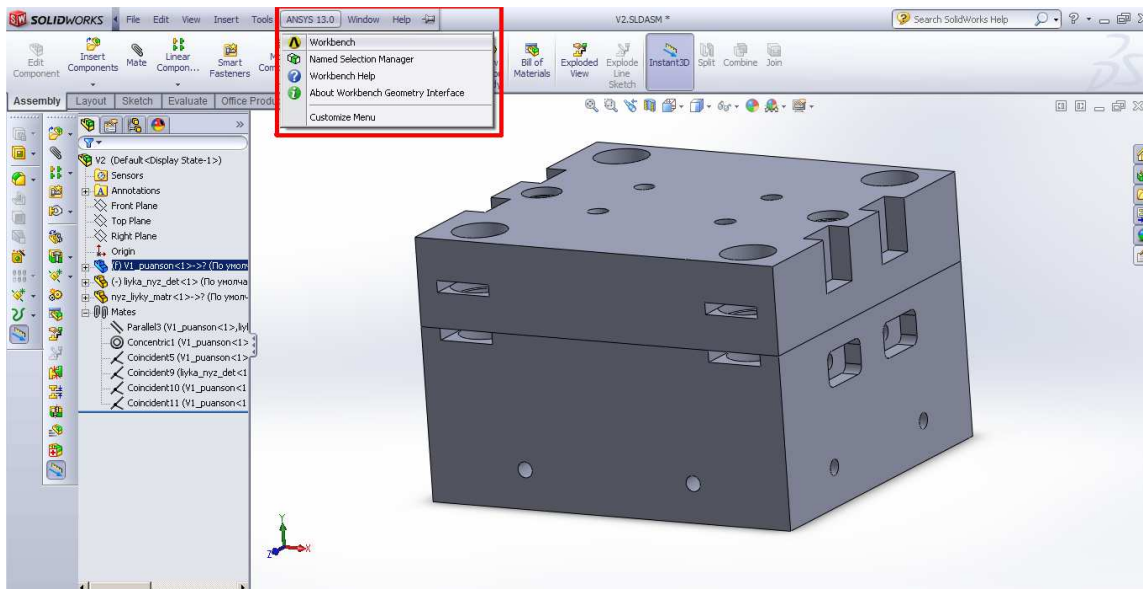 SOLIDWORKS File Edit View Insert Tools ANSYS 13.0 Window Help V2.SLDASM * Search SolidWorks Help
Edit Component
Insert Components
Mate
Linear Compon...
Smart Fasteners
Bill of Materials
Exploded View
Explode Line Sketch
Instant3D
Split
Combine
Join
Workbench
Named Selection Manager
Workbench Help
About Workbench Geometry Interface
Customize Menu
Assembly Layout Sketch Evaluate Office
V2 (Default<Display State-1>)
Sensors
Annotations
Front Plane
Top Plane
Right Plane
Origin
(f) V1_puanson<1>->? (По
(-) liyka_nyz_det<1> (По
nyz_liyky_matr<1>->? (По
Mates
Parallel3 (V1_puanson<1>,
Concentric1 (V1_puanson<1>
Coincident5 (V1_puanson<1>
Coincident9 (liyka_nyz_det<1
Coincident10 (V1_puanson<1
Coincident11 (V1_puanson<1
Y
Z X